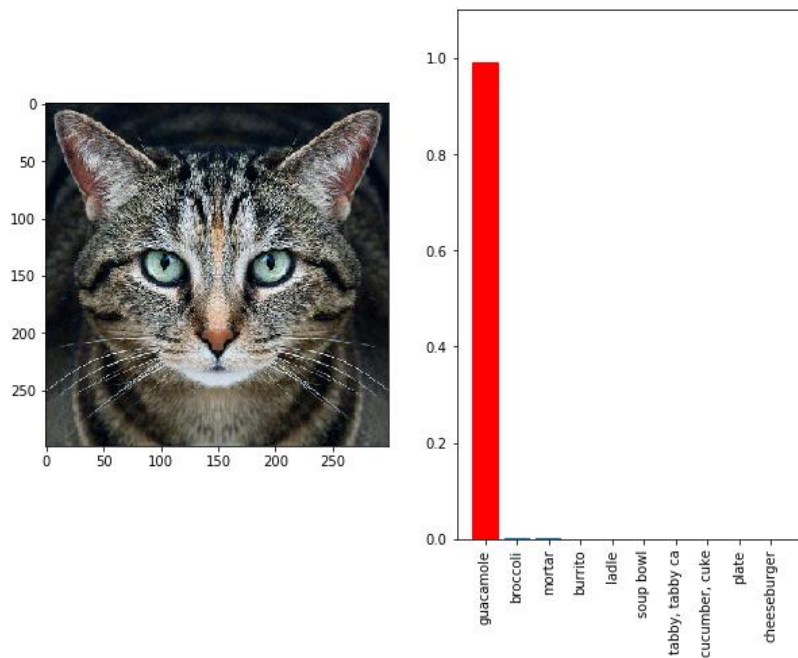 0
50
100
150
200
250
0 50 100 150 200 250
1.0
0.8
0.6
0.4
0.2
0.0
guacamole
broccoli
mortar
burrito
ladle
soup bowl
tabby, tabby ca
cucumber, cuke
plate
cheeseburger